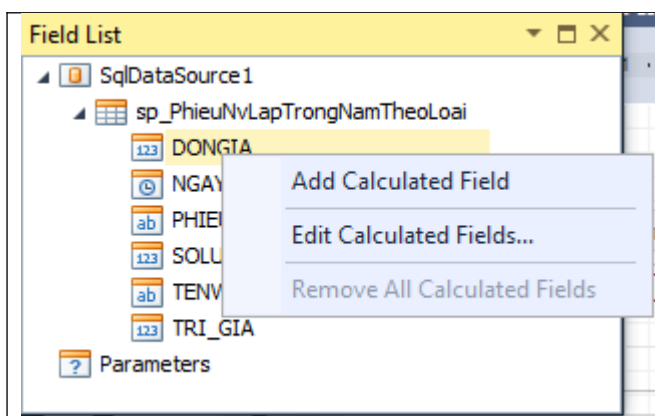 Field List
SqlDataSource1
sp_PhieuNvLapTrongNamTheoLoai
DONGIA
Add Calculated Field
Edit Calculated Fields...
Remove All Calculated Fields
TRI_GIA
Parameters